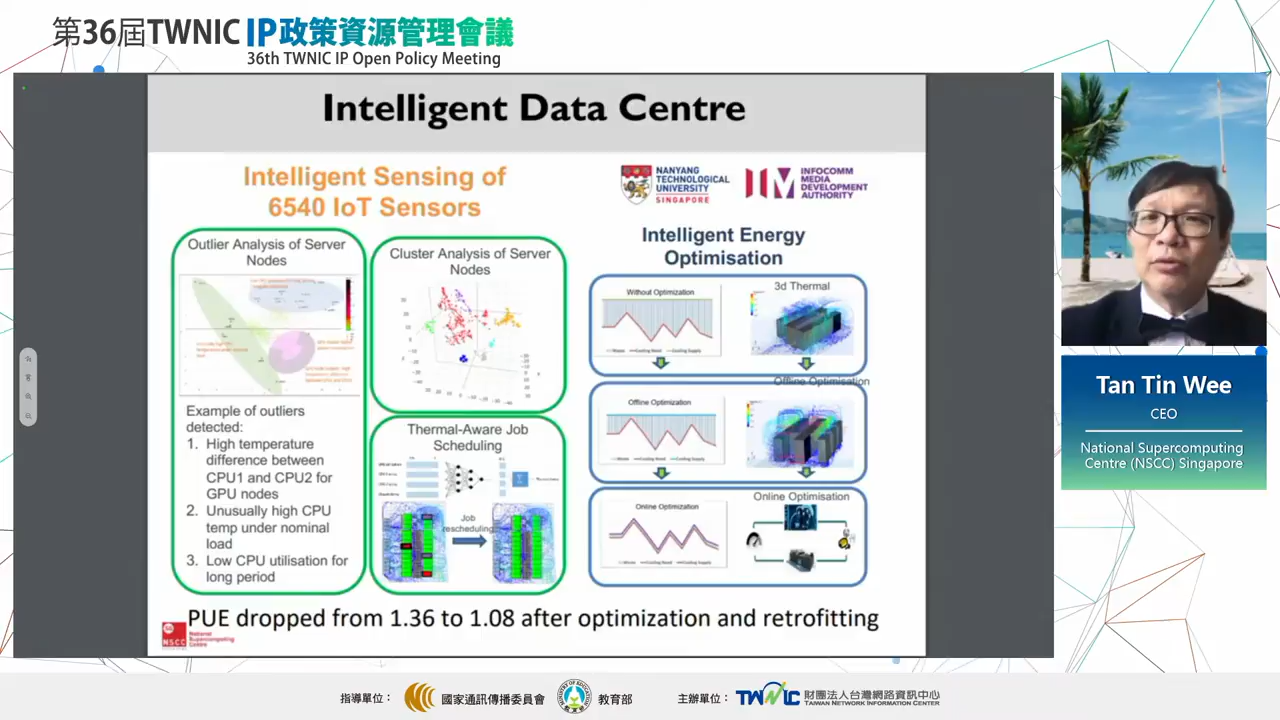 第36屆TWNIC IP政策資源管理會議
36th TWNIC IP Open Policy Meeting
Intelligent Data Centre
Intelligent Sensing of
6540 IoT Sensors
NANYANG
TECHNOLOGICAL
UNIVERSITY
SINGAPORE
INFOCOMM
MEDIA
DEVELOPMENT
AUTHORITY
Outlier Analysis of Server
Nodes
Example of outliers
detected:
1. High temperature
difference between
CPU1 and CPU2 for
GPU nodes
2. Unusually high CPU
temp under nominal
load
3. Low CPU utilisation for
long period
Cluster Analysis of Server
Nodes
Thermal-Aware Job
Scheduling
Job
rescheduling
Intelligent Energy
Optimisation
Without Optimization
3d Thermal
Offline Optimisation
Offline Optimization
Online Optimisation
Online Optimization
PUE dropped from 1.36 to 1.08 after optimization and retrofitting
NSCC
National
Supercomputing
Centre
Tan Tin Wee
CEO
National Supercomputing
Centre (NSCC) Singapore
指導單位：
國家通訊傳播委員會
教育部
主辦單位：
TWNIC
財團法人台灣網路資訊中心
TAIWAN NETWORK INFORMATION CENTER